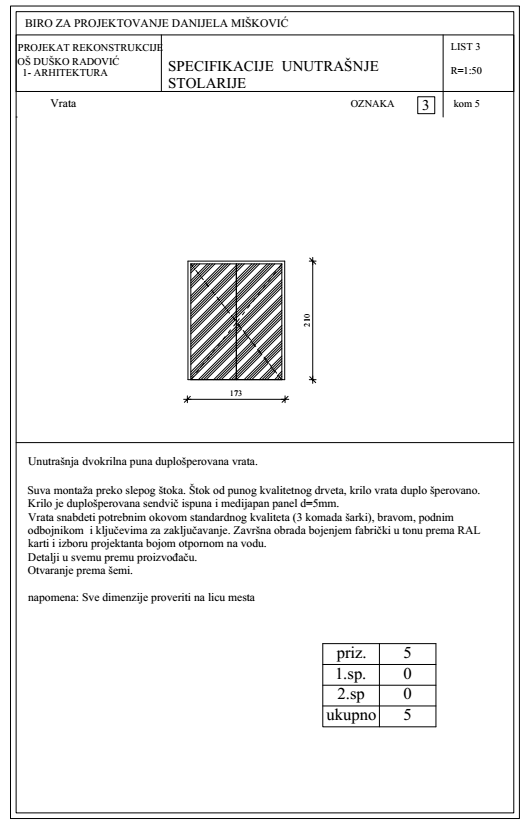 BIRO ZA PROJEKTOVANJE DANIJELA MIŠKOVIĆ
PROJEKAT REKONSTRUKCIJE
OŠ DUŠKO RADOVIĆ
1- ARHITEKTURA
SPECIFIKACIJE UNUTRAŠNJE
STOLARIJE
LIST 3
R=1:50
Vrata
OZNAKA 3 kom 5
210
173
Unutrašnja dvokrilna puna duplošperovana vrata.
Suva montaža preko slepog štoka. Štok od punog kvalitetnog drveta, krilo vrata duplo šperovano.
Krilo je duplošperovana sendvič ispuna i medijapan panel d=5mm.
Vrata snabdeti potrebnim okovom standardnog kvaliteta (3 komada šarki), bravom, podnim
odbojnikom i ključevima za zaključavanje. Završna obrada bojenjem fabrički u tonu prema RAL
karti i izboru projektanta bojom otpornom na vodu.
Detalji u svemu premu proizvođaču.
Otvaranje prema šemi.
napomena: Sve dimenzije proveriti na licu mesta
priz. 5
1.sp. 0
2.sp 0
ukupno 5